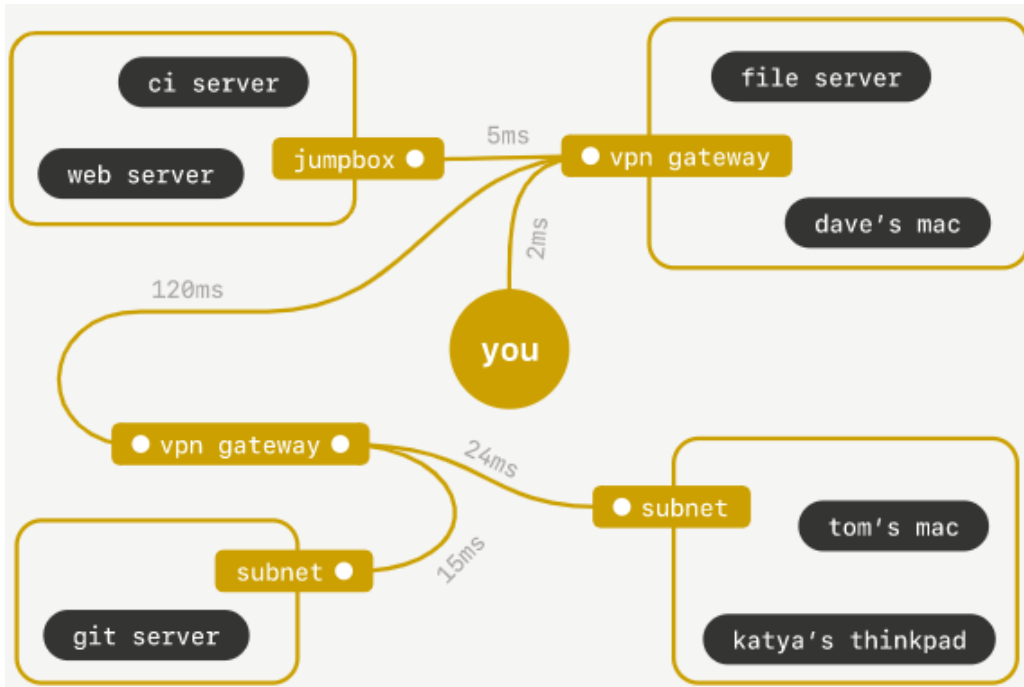 ci server
file server
5ms
jumpbox
vpn gateway
web server
dave’s mac
2ms
120ms
you
vpn gateway
24ms
subnet
tom’s mac
15ms
subnet
git server
katya’s thinkpad